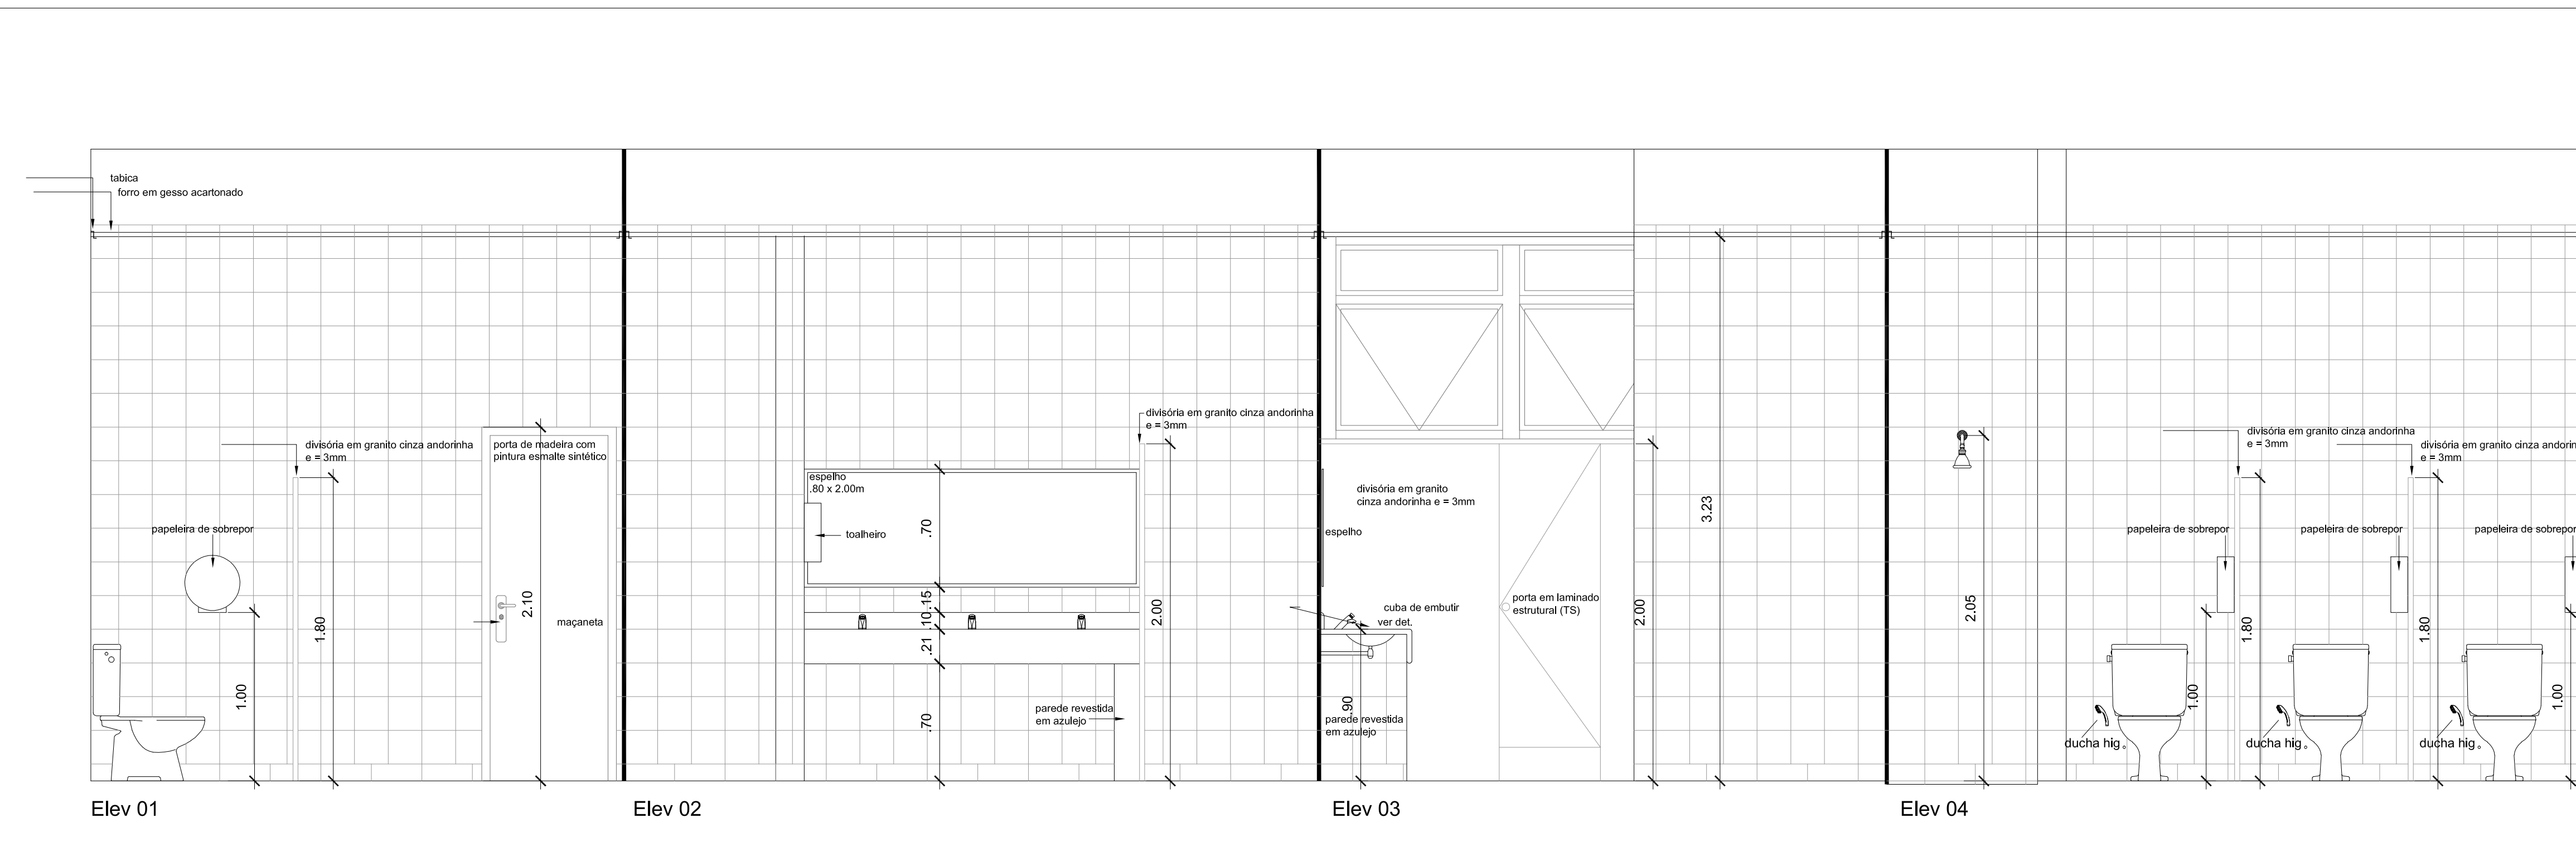 tabica
forro em gesso acartonado
divisória em granito cinza andorinha
e = 3mm
papeleira de sobrepor
1.00
1.80
porta de madeira com
pintura esmalte sintético
2.10
maçaneta
Elev 01
espelho
.80 x 2.00m
toalheiro
.70
.15
.10
.21
.70
parede revestida
em azulejo
divisória em granito cinza andorinha
e = 3mm
2.00
Elev 02
divisória em granito
cinza andorinha e = 3mm
espelho
cuba de embutir
ver det.
.90
parede revestida
em azulejo
porta em laminado
estrutural (TS)
2.00
3.23
Elev 03
2.05
divisória em granito cinza andorinha
e = 3mm
divisória em granito cinza andorin
e = 3mm
papeleira de sobrepor
papeleira de sobrepor
papeleira de sobrepor
1.00
1.80
1.80
1.00
ducha hig.
ducha hig.
ducha hig.
Elev 04